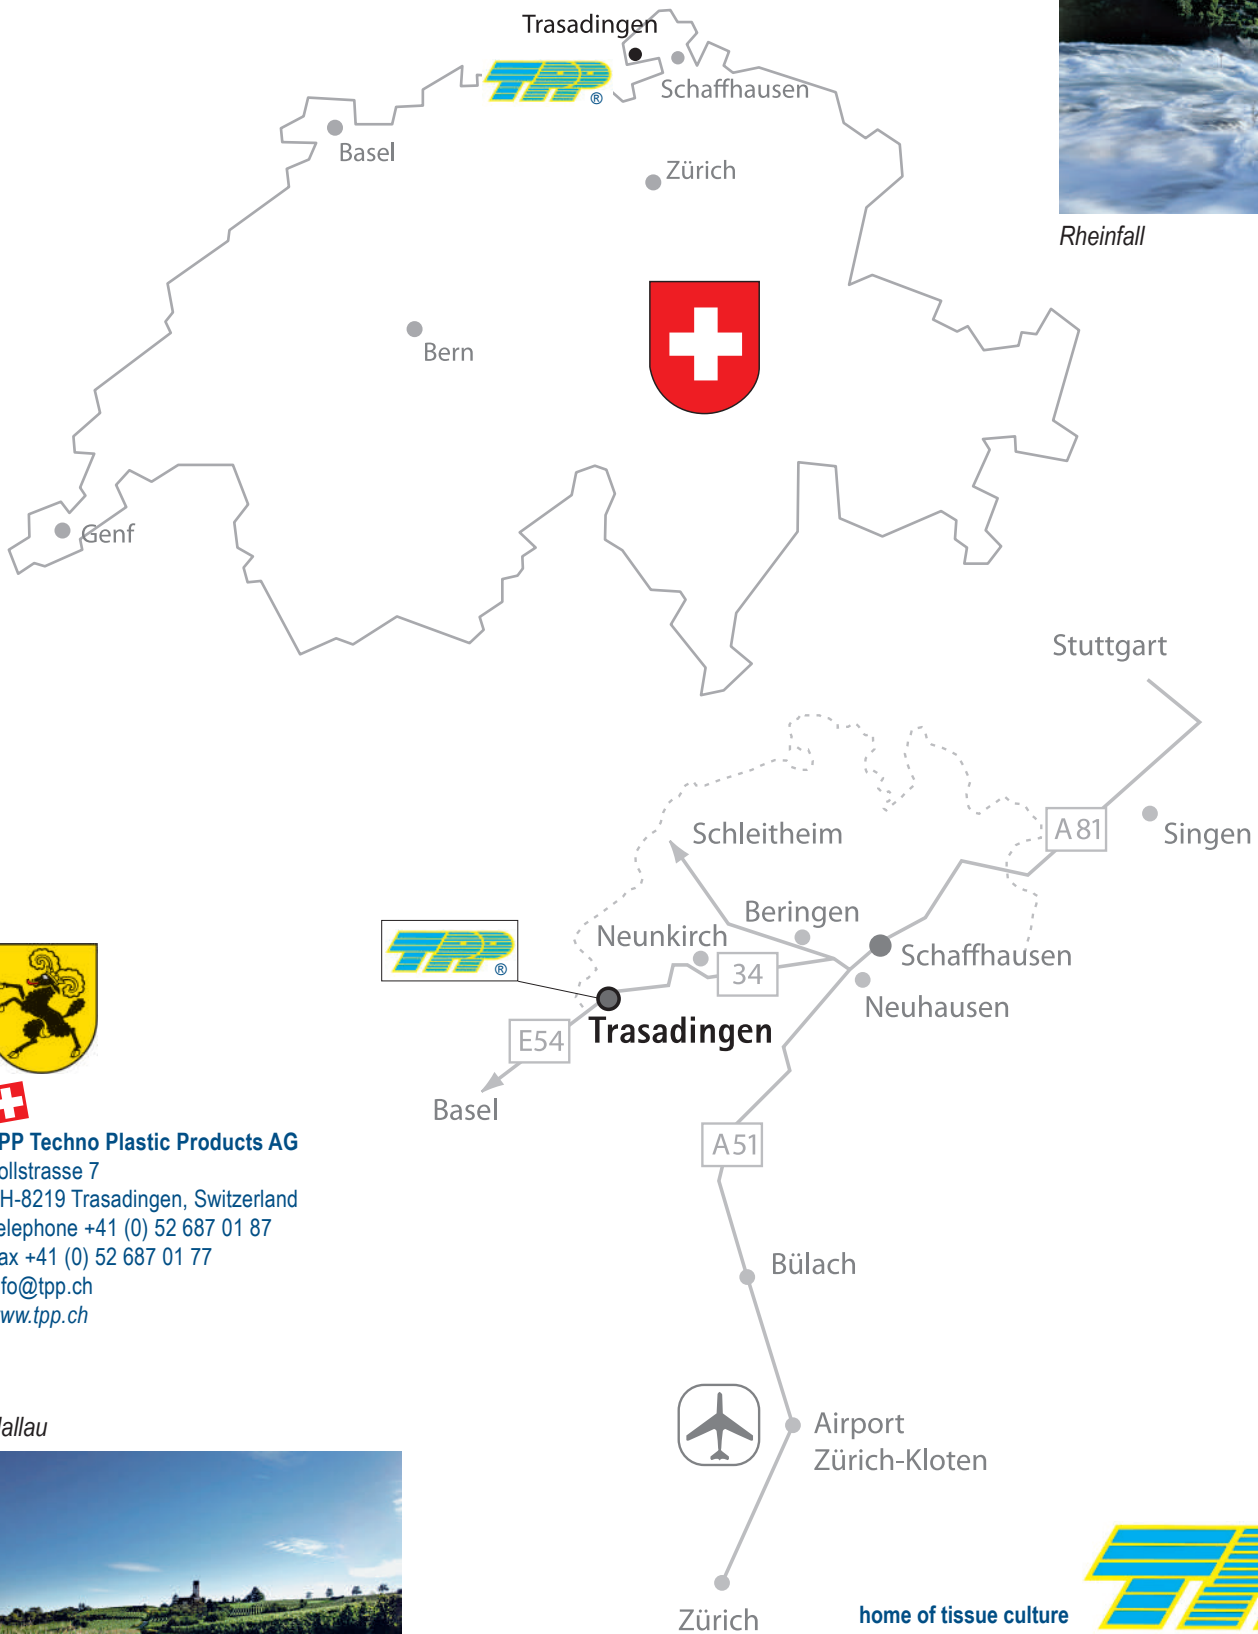 Trasadingen
TPP®
Schaffhausen
Basel
Zürich
Rheinfall
Bern
Genf
Stuttgart
A 81
Singen
Schleitheim
Beringen
Neunkirch
TPP®
34
Schaffhausen
Neuhausen
Trasadingen
E54
Basel
A 51
PP Techno Plastic Products AG
ollstrasse 7
H-8219 Trasadingen, Switzerland
elephone +41 (0) 52 687 01 87
ax +41 (0) 52 687 01 77
fo@tpp.ch
ww.tpp.ch
Bülach
allau
Airport
Zürich-Kloten
Zürich
home of tissue culture